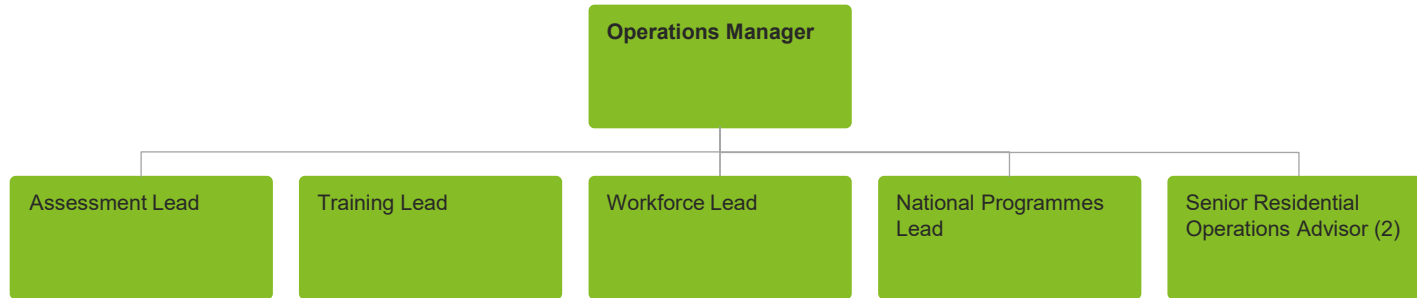 Operations Manager
Assessment Lead
Training Lead
Workforce Lead
National Programmes
Lead
Senior Residential
Operations Advisor (2)